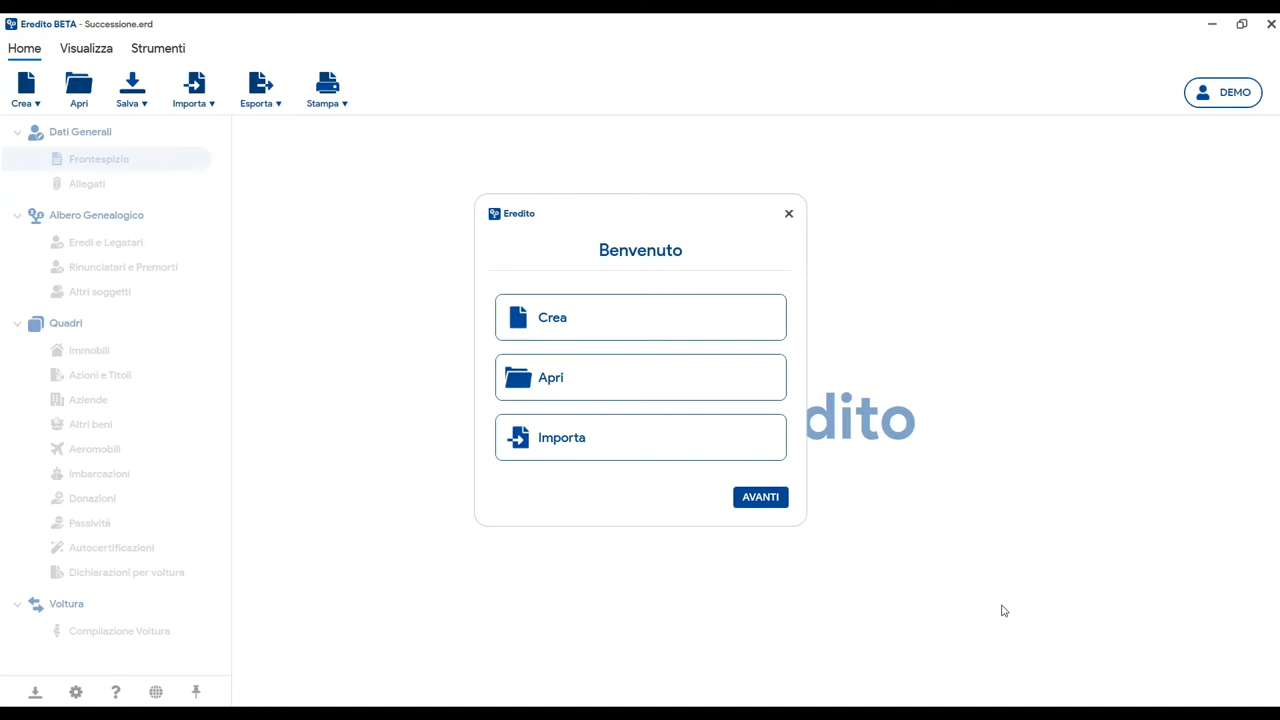 Eredito BETA - Successione.erd
Home Visualizza Strumenti
Crea Apri Salva Importa Esporta Stampa
DEMO
Dati Generali
Frontespizio
Allegati
Albero Genealogico
Eredi e Legatari
Rinunciatari e Premorti
Altri soggetti
Quadri
Immobili
Azioni e Titoli
Aziende
Altri beni
Aeromobili
Imbarcazioni
Donazioni
Passività
Autocertificazioni
Dichiarazioni per voltura
Voltura
Compilazione Voltura
Eredito
Benvenuto
Crea
Apri
Importa
AVANTI
dito